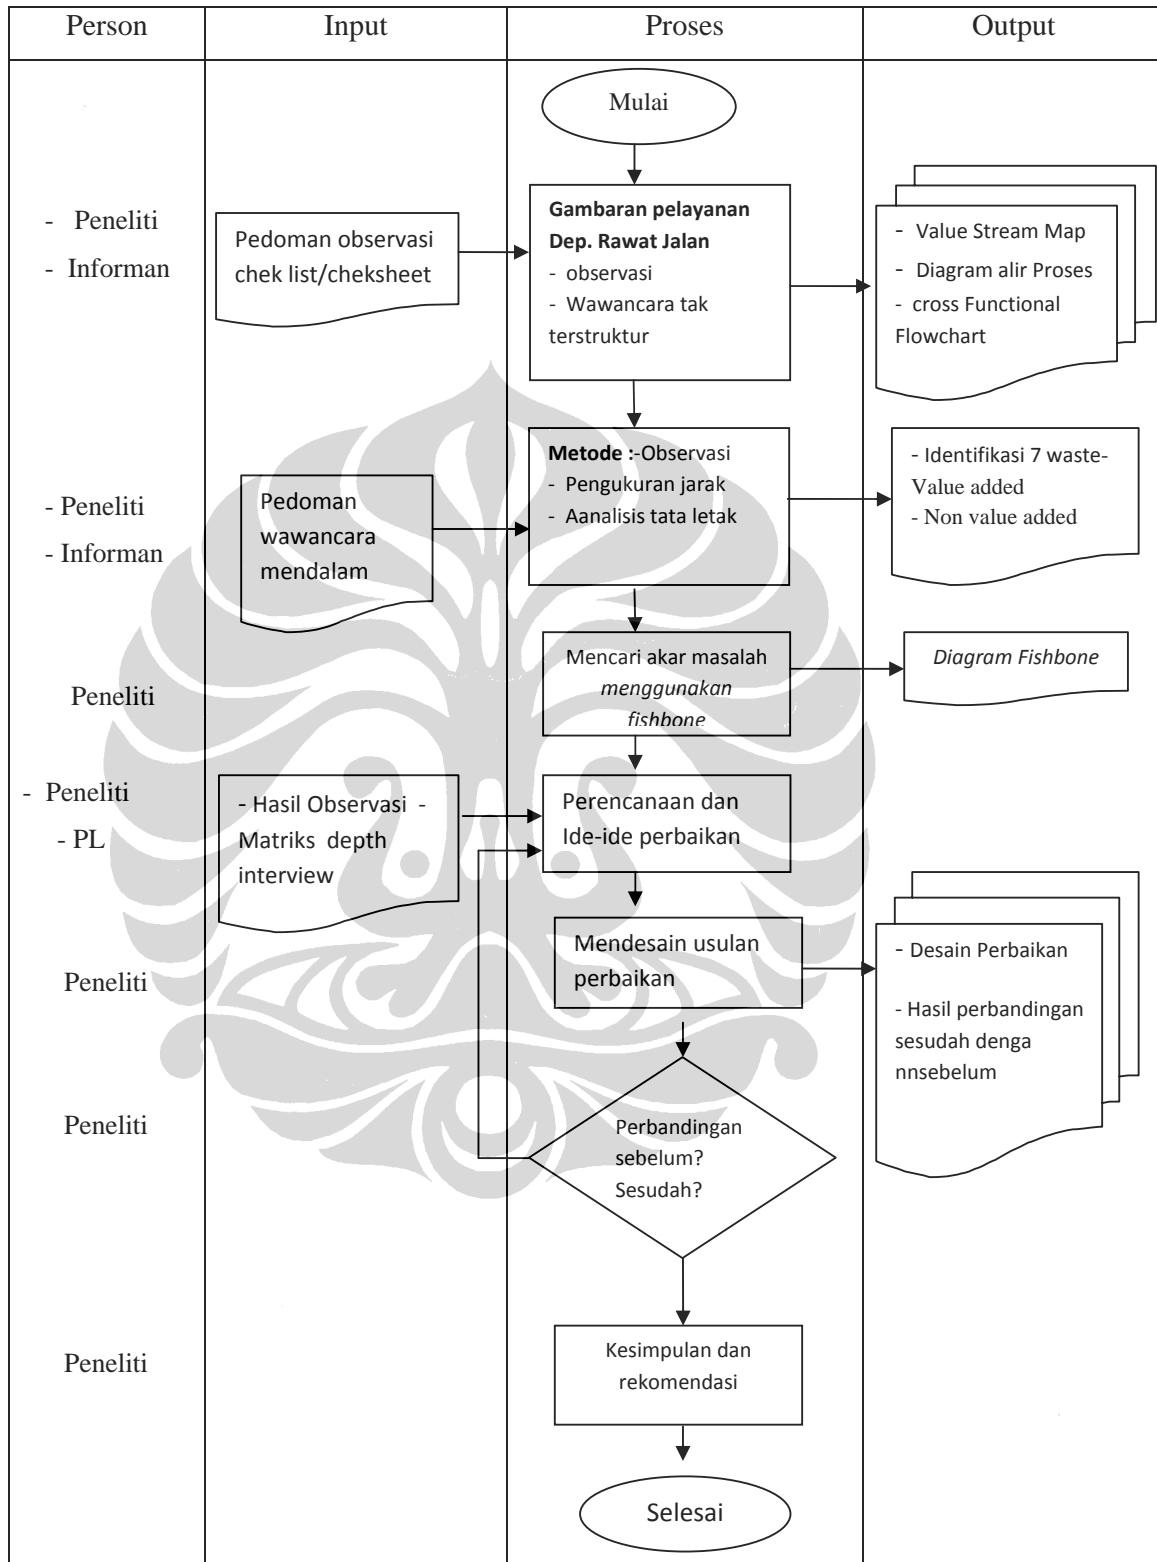 Person
Input
Proses
Output
Mulai
- Peneliti
- Informan
Pedoman observasi
chek list/cheksheet
Gambaran pelayanan
Dep. Rawat Jalan
- observasi
- Wawancara tak
terstruktur
- Value Stream Map
- Diagram alir Proses
- cross Functional
Flowchart
- Peneliti
- Informan
Pedoman
wawancara
mendalam
Metode :-Observasi
- Pengukuran jarak
- Aanalisis tata letak
- Identifikasi 7 waste-
Value added
- Non value added
Peneliti
Mencari akar masalah
menggunakan
fishbone
Diagram Fishbone
- Peneliti
- PL
- Hasil Observasi -
Matriks depth
interview
Perencanaan dan
Ide-ide perbaikan
Peneliti
Mendesain usulan
perbaikan
- Desain Perbaikan
- Hasil perbandingan
sesudah denga
nnsebelum
Peneliti
Perbandingan
sebelum?
Sesudah?
Peneliti
Kesimpulan dan
rekomendasi
Selesai